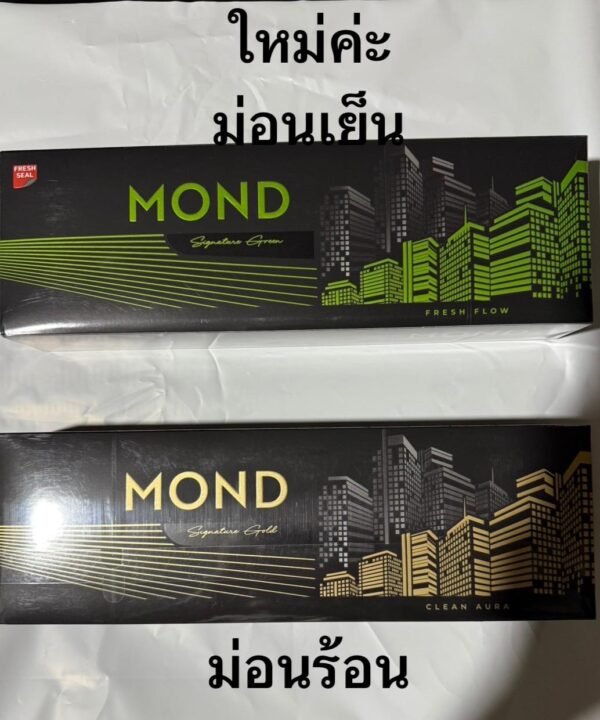 ใหม่ค่ะ
ม่อนเย็น
FRESH
SEAL
MOND
Signature Green
FRESH FLOW
MOND
Signature Gold
CLEAN AURA
ม่อนร้อน